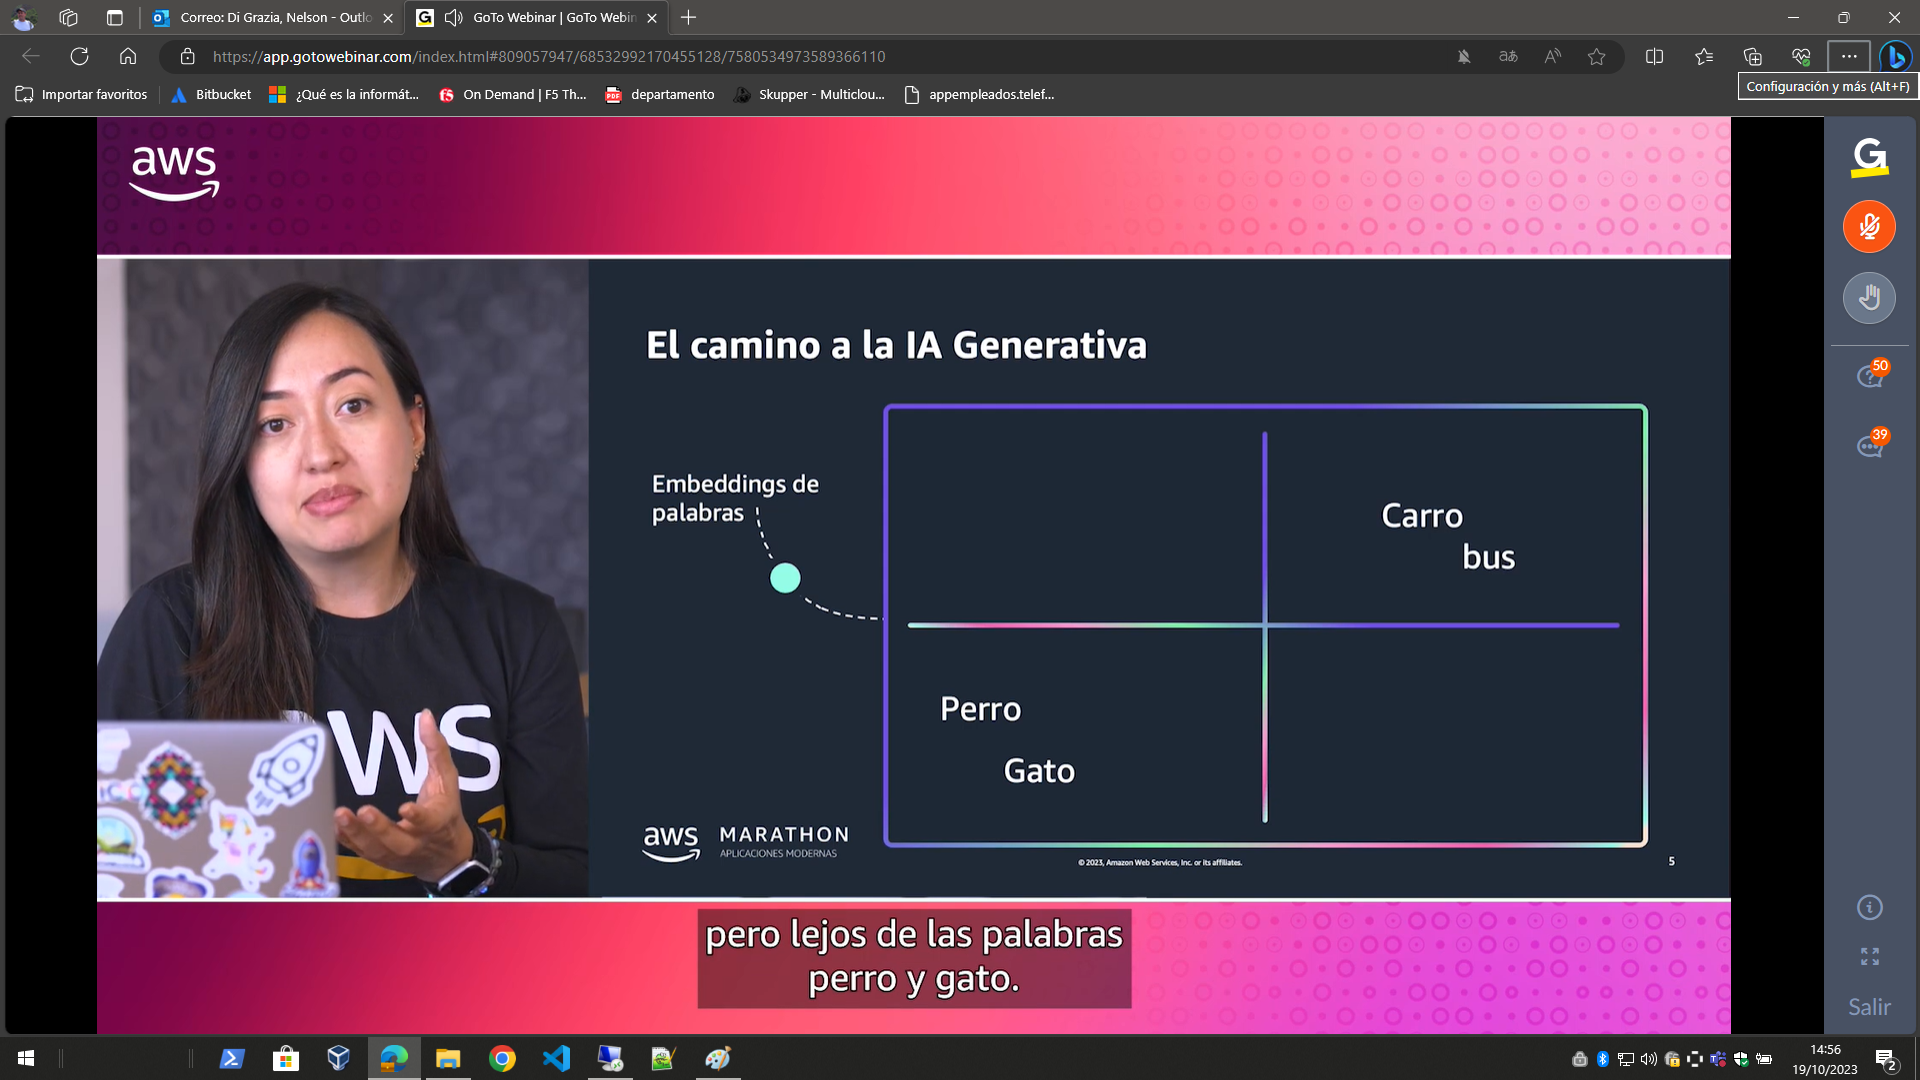 Correo: Di Grazia, Nelson - Outlo
GoTo Webinar | GoTo Webin
https://app.gotowebinar.com/index.html#809057947/68532992170455128/7580534973589366110
Importar favoritos
Bitbucket
¿Qué es la informát...
On Demand | F5 Th...
departamento
Skupper - Multiclou...
appempleados.telef...
Configuración y más (Alt+F)
aws
G
El camino a la IA Generativa
50
39
Embeddings de
palabras
Carro
bus
Perro
Gato
aws
aws
MARATHON
APLICACIONES MODERNAS
© 2023, Amazon Web Services, Inc. or its affiliates.
5
pero lejos de las palabras
perro y gato.
Salir
14:56
19/10/2023
2